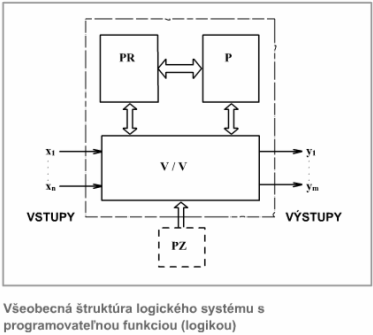 PR P
x₁ y₁
V / V
xₙ yₘ
VSTUPY VÝSTUPY
PZ
Všeobecná štruktúra logického systému s
programovateľnou funkciou (logikou)